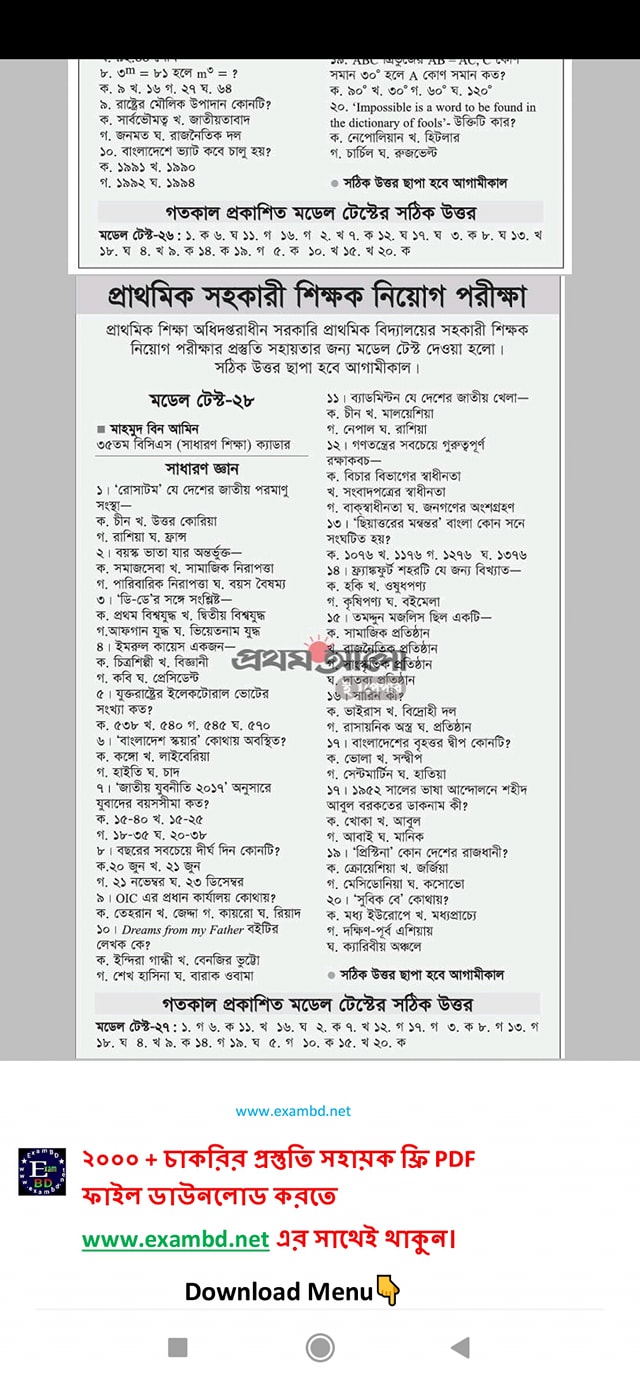 ৮. ৩ᵐ = ৮১ হলে m³ = ?
ক. ৯ খ. ১৬ গ. ২৭ ঘ. ৬৪
৯. রাষ্ট্রের মৌলিক উপাদান কোনটি?
ক. সার্বভৌমত্ব খ. জাতীয়তাবাদ
গ. জনমত ঘ. রাজনৈতিক দল
১০. বাংলাদেশে ভ্যাট কবে চালু হয়?
ক. ১৯৯১ খ. ১৯৯০
গ. ১৯৯২ ঘ. ১৯৯৪
১৯. ABC ত্রিভুজের AB = AC, C কোণ
সমান ৩০° হলে A কোণ সমান কত?
ক. ৯০° খ. ৩০° গ. ৬০° ঘ. ১২০°
২০. ‘Impossible is a word to be found in
the dictionary of fools’- উক্তিটি কার?
ক. নেপোলিয়ান খ. হিটলার
গ. চার্চিল ঘ. রুজভেল্ট
● সঠিক উত্তর ছাপা হবে আগামীকাল
গতকাল প্রকাশিত মডেল টেস্টের সঠিক উত্তর
মডেল টেস্ট-২৬ : ১. ক ৬. ঘ ১১. গ ১৬. গ ২. খ ৭. ক ১২. ঘ ১৭. ঘ ৩. ক ৮. ঘ ১৩. খ
১৮. ঘ ৪. খ ৯. ক ১৪. ক ১৯. গ ৫. ক ১০. খ ১৫. খ ২০. ক
প্রাথমিক সহকারী শিক্ষক নিয়োগ পরীক্ষা
প্রাথমিক শিক্ষা অধিদপ্তরাধীন সরকারি প্রাথমিক বিদ্যালয়ের সহকারী শিক্ষক
নিয়োগ পরীক্ষার প্রস্তুতি সহায়তার জন্য মডেল টেস্ট দেওয়া হলো।
সঠিক উত্তর ছাপা হবে আগামীকাল।
মডেল টেস্ট-২৮
■ মাহমুদ বিন আমিন
৩৫তম বিসিএস (সাধারণ শিক্ষা) ক্যাডার
সাধারণ জ্ঞান
১। ‘রোসাটম’ যে দেশের জাতীয় পরমাণু
সংস্থা—
ক. চীন খ. উত্তর কোরিয়া
গ. রাশিয়া ঘ. ফ্রান্স
২। বয়স্ক ভাতা যার অন্তর্ভুক্ত—
ক. সমাজসেবা খ. সামাজিক নিরাপত্তা
গ. পারিবারিক নিরাপত্তা ঘ. বয়স বৈষম্য
৩। ‘ডি-ডে’র সঙ্গে সংশ্লিষ্ট—
ক. প্রথম বিশ্বযুদ্ধ খ. দ্বিতীয় বিশ্বযুদ্ধ
গ.আফগান যুদ্ধ ঘ. ভিয়েতনাম যুদ্ধ
৪। ইমরুল কায়েস একজন—
ক. চিত্রশিল্পী খ. বিজ্ঞানী
গ. কবি ঘ. প্রেসিডেন্ট
৫। যুক্তরাষ্ট্রের ইলেকটোরাল ভোটের
সংখ্যা কত?
ক. ৫৩৮ খ. ৫৪০ গ. ৫৪৫ ঘ. ৫৭০
৬। ‘বাংলাদেশ স্কয়ার’ কোথায় অবস্থিত?
ক. কঙ্গো খ. লাইবেরিয়া
গ. হাইতি ঘ. চাদ
৭। ‘জাতীয় যুবনীতি ২০১৭’ অনুসারে
যুবাদের বয়সসীমা কত?
ক. ১৫-৪০ খ. ১৫-২৫
গ. ১৮-৩৫ ঘ. ২০-৩৮
৮। বছরের সবচেয়ে দীর্ঘ দিন কোনটি?
ক.২০ জুন খ. ২১ জুন
গ. ২১ নভেম্বর ঘ. ২৩ ডিসেম্বর
৯। OIC এর প্রধান কার্যালয় কোথায়?
ক. তেহরান খ. জেদ্দা গ. কায়রো ঘ. রিয়াদ
১০। Dreams from my Father বইটির
লেখক কে?
ক. ইন্দিরা গান্ধী খ. বেনজির ভুট্টো
গ. শেখ হাসিনা ঘ. বারাক ওবামা
১১। ব্যাডমিন্টন যে দেশের জাতীয় খেলা—
ক. চীন খ. মালয়েশিয়া
গ. নেপাল ঘ. রাশিয়া
১২। গণতন্ত্রের সবচেয়ে গুরুত্বপূর্ণ
রক্ষাকবচ—
ক. বিচার বিভাগের স্বাধীনতা
খ. সংবাদপত্রের স্বাধীনতা
গ. বাক্‌স্বাধীনতা ঘ. জনগণের অংশগ্রহণ
১৩। ‘ছিয়াত্তরের মন্বন্তর’ বাংলা কোন সনে
সংঘটিত হয়?
ক. ১০৭৬ খ. ১১৭৬ গ. ১২৭৬ ঘ. ১৩৭৬
১৪। ফ্র্যাঙ্কফুর্ট শহরটি যে জন্য বিখ্যাত—
ক. হকি খ. ওষুধপণ্য
গ. কৃষিপণ্য ঘ. বইমেলা
১৫। তমদ্দুন মজলিস ছিল একটি—
ক. সামাজিক প্রতিষ্ঠান
খ. রাজনৈতিক প্রতিষ্ঠান
গ. সাংস্কৃতিক প্রতিষ্ঠান
ঘ. দাতব্য প্রতিষ্ঠান
প্রথম আলো
১৬। সারিন কী?
ক. ভাইরাস খ. বিদ্রোহী দল
গ. রাসায়নিক অস্ত্র ঘ. প্রতিষ্ঠান
১৭। বাংলাদেশের বৃহত্তর দ্বীপ কোনটি?
ক. ভোলা খ. সন্দ্বীপ
গ. সেন্টমার্টিন ঘ. হাতিয়া
১৭। ১৯৫২ সালের ভাষা আন্দোলনে শহীদ
আবুল বরকতের ডাকনাম কী?
ক. খোকা খ. আবুল
গ. আবাই ঘ. মানিক
১৯। ‘প্রিস্টিনা’ কোন দেশের রাজধানী?
ক. ক্রোয়েশিয়া খ. জর্জিয়া
গ. মেসিডোনিয়া ঘ. কসোভো
২০। ‘সুবিক বে’ কোথায়?
ক. মধ্য ইউরোপে খ. মধ্যপ্রাচ্যে
গ. দক্ষিণ-পূর্ব এশিয়ায়
ঘ. ক্যারিবীয় অঞ্চলে
● সঠিক উত্তর ছাপা হবে আগামীকাল
গতকাল প্রকাশিত মডেল টেস্টের সঠিক উত্তর
মডেল টেস্ট-২৭ : ১. গ ৬. ক ১১. খ ১৬. ঘ ২. ক ৭. খ ১২. গ ১৭. গ ৩. ক ৮. গ ১৩. গ
১৮. ঘ ৪. খ ৯. ক ১৪. গ ১৯. ঘ ৫. গ ১০. ক ১৫. খ ২০. ক
www.exambd.net
Exam BD
২০০০ + চাকরির প্রস্তুতি সহায়ক ফ্রি PDF
ফাইল ডাউনলোড করতে
www.exambd.net এর সাথেই থাকুন।
Download Menu👇